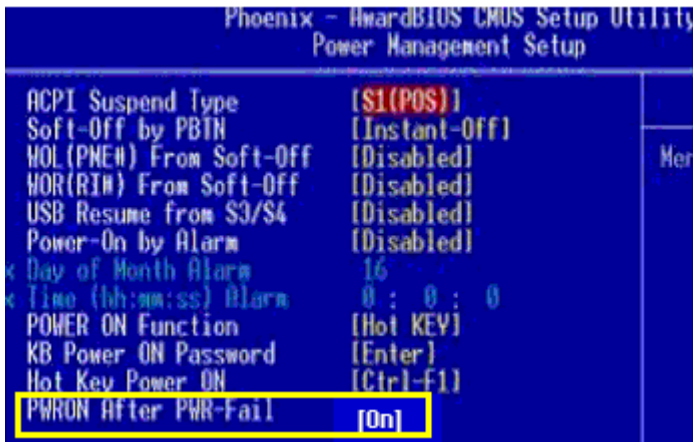 Phoenix - AwardBIOS CMOS Setup Utility
Power Management Setup
ACPI Suspend Type [S1(POS)]
Soft-Off by PBTN [Instant-Off]
WOL(PME#) From Soft-Off [Disabled]
WOR(RI#) From Soft-Off [Disabled]
USB Resume from S3/S4 [Disabled]
Power-On by Alarm [Disabled]
x Day of Month Alarm 16
x Time (hh:mm:ss) Alarm 0 : 0 : 0
POWER ON Function [Hot KEY]
KB Power ON Password [Enter]
Hot Key Power ON [Ctrl-F1]
PWRON After PWR-Fail [On]